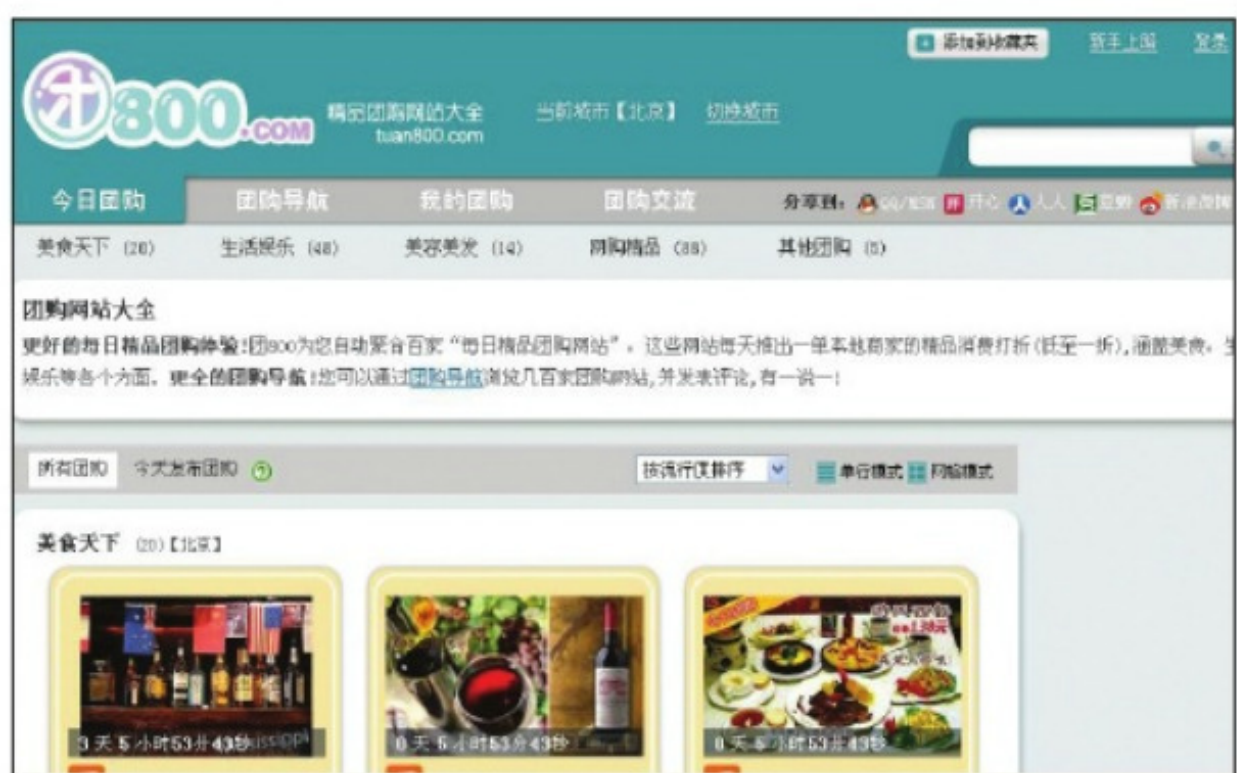 添加到收藏夹 新手上路 登录
团800.COM 精品团购网站大全 当前城市【北京】 切换城市
tuan800.com
今日团购 团购导航 我的团购 团购交流 分享到: QQ/MSN 开心 人人 豆瓣 新浪微博
美食天下 (20) 生活娱乐 (48) 美容美发 (14) 网购精品 (88) 其他团购 (5)
团购网站大全
更好的每日精品团购体验!团800为您自动聚合百家“每日精品团购网站”。这些网站每天推出一单本地商家的精品消费打折(低至一折),涵盖美食、生
娱乐等各个方面。更全的团购导航!您可以通过团购导航浏览几百家团购网站,并发表评论,有一说一!
所有团购 今天发布团购 按流行度排序 单行模式 网格模式
美食天下 (20)【北京】
3 天 5 小时53分43秒 0 天 5 小时53分43秒 0 天 5 小时53分43秒